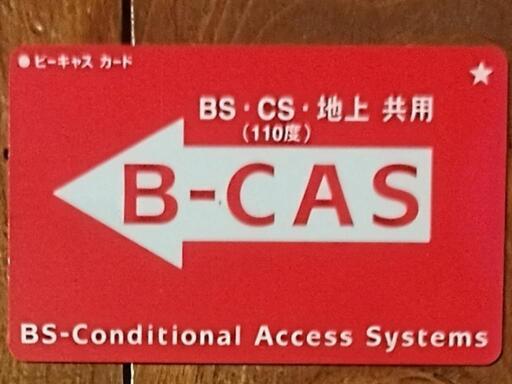 ●ビーキャス カード
★
BS・CS・地上 共用
(110度)
B-CAS
BS-Conditional Access Systems